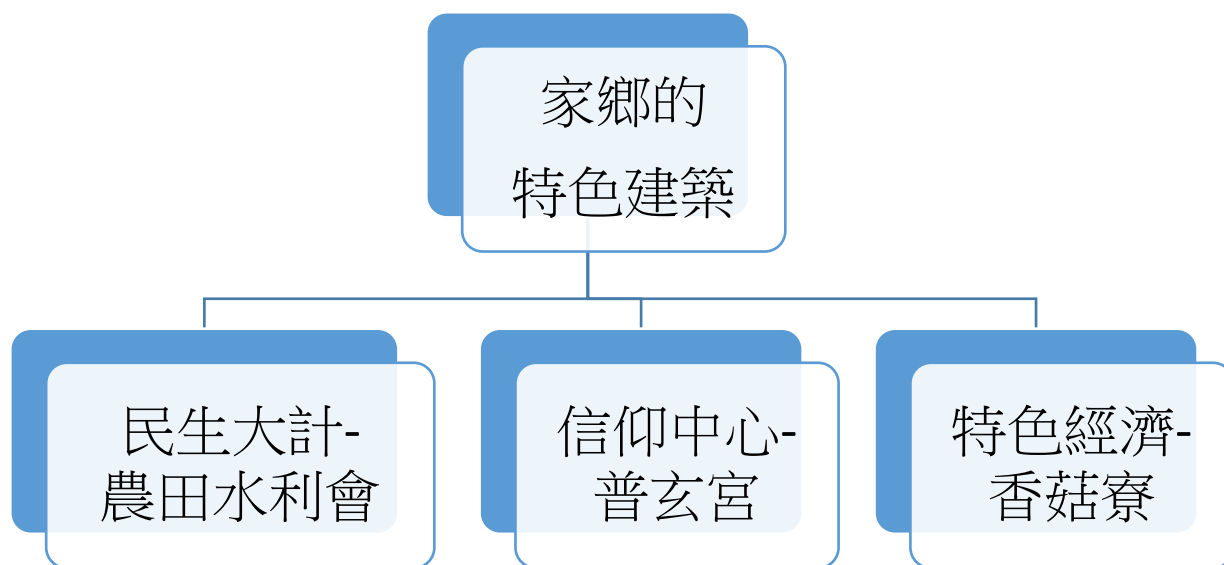 家鄉的
特色建築
民生大計-
農田水利會
信仰中心-
普玄宮
特色經濟-
香菇寮